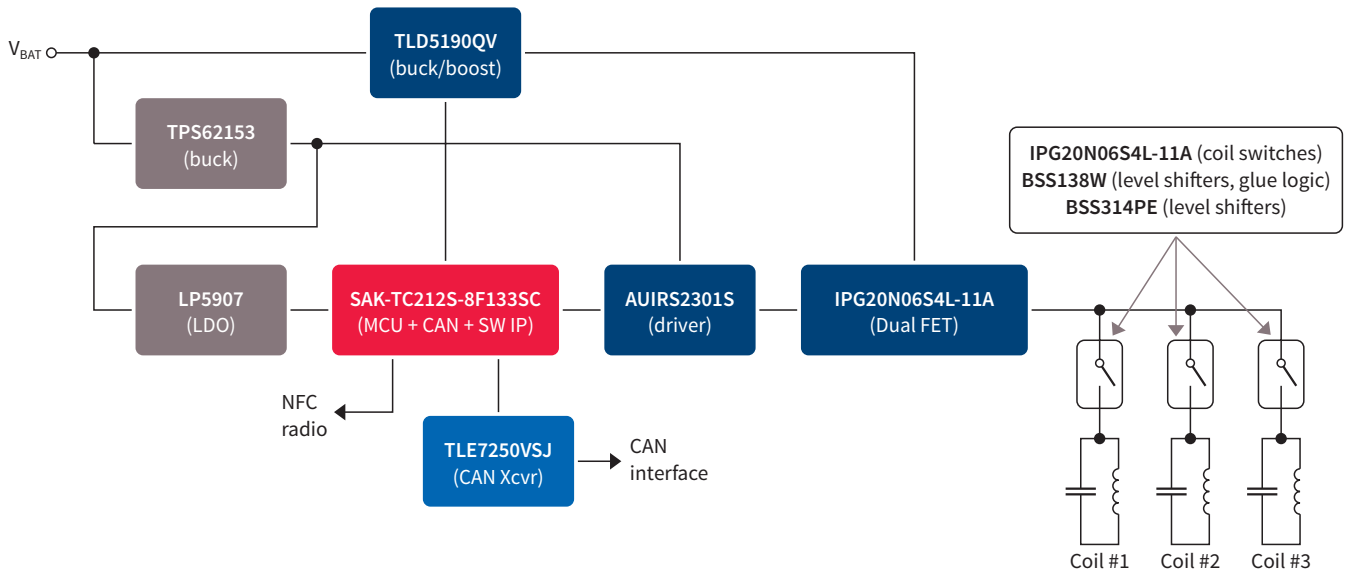 V_BAT
TLD5190QV
(buck/boost)
TPS62153
(buck)
IPG20N06S4L-11A (coil switches)
BSS138W (level shifters, glue logic)
BSS314PE (level shifters)
LP5907
(LDO)
SAK-TC212S-8F133SC
(MCU + CAN + SW IP)
AUIRS2301S
(driver)
IPG20N06S4L-11A
(Dual FET)
NFC
radio
TLE7250VSJ
(CAN Xcvr)
CAN
interface
Coil #1
Coil #2
Coil #3